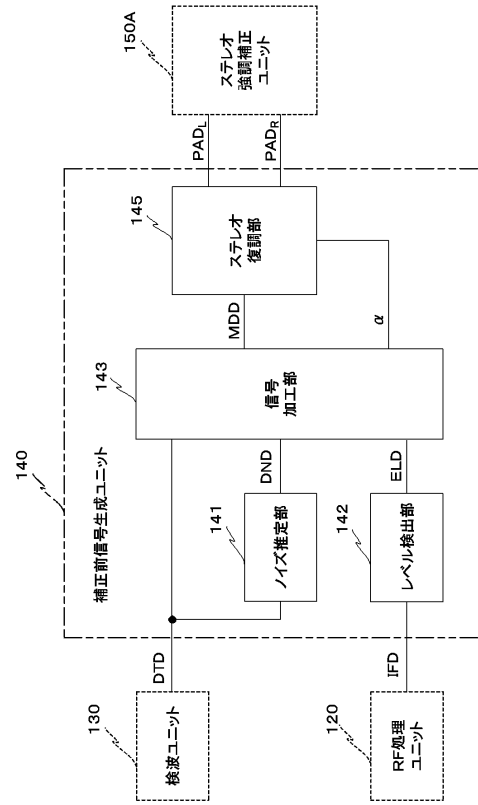 140
補正前信号生成ユニット
130
検波ユニット
DTD
120
RF処理
ユニット
IFD
141
ノイズ推定部
DND
142
レベル検出部
ELD
143
信号
加工部
MDD
α
145
ステレオ
復調部
PADL
PADR
150A
ステレオ
強調補正
ユニット